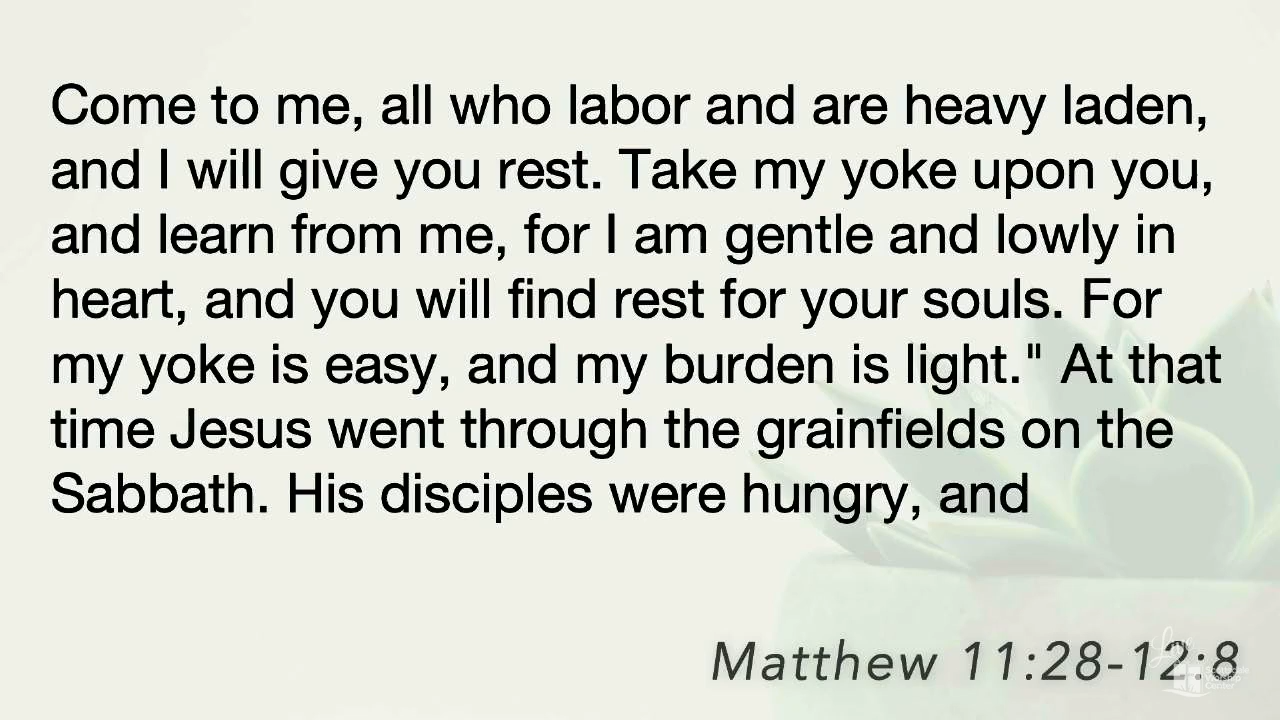 Come to me, all who labor and are heavy laden,
and I will give you rest. Take my yoke upon you,
and learn from me, for I am gentle and lowly in
heart, and you will find rest for your souls. For
my yoke is easy, and my burden is light." At that
time Jesus went through the grainfields on the
Sabbath. His disciples were hungry, and
Matthew 11:28-12:8
Live
Worship
Center